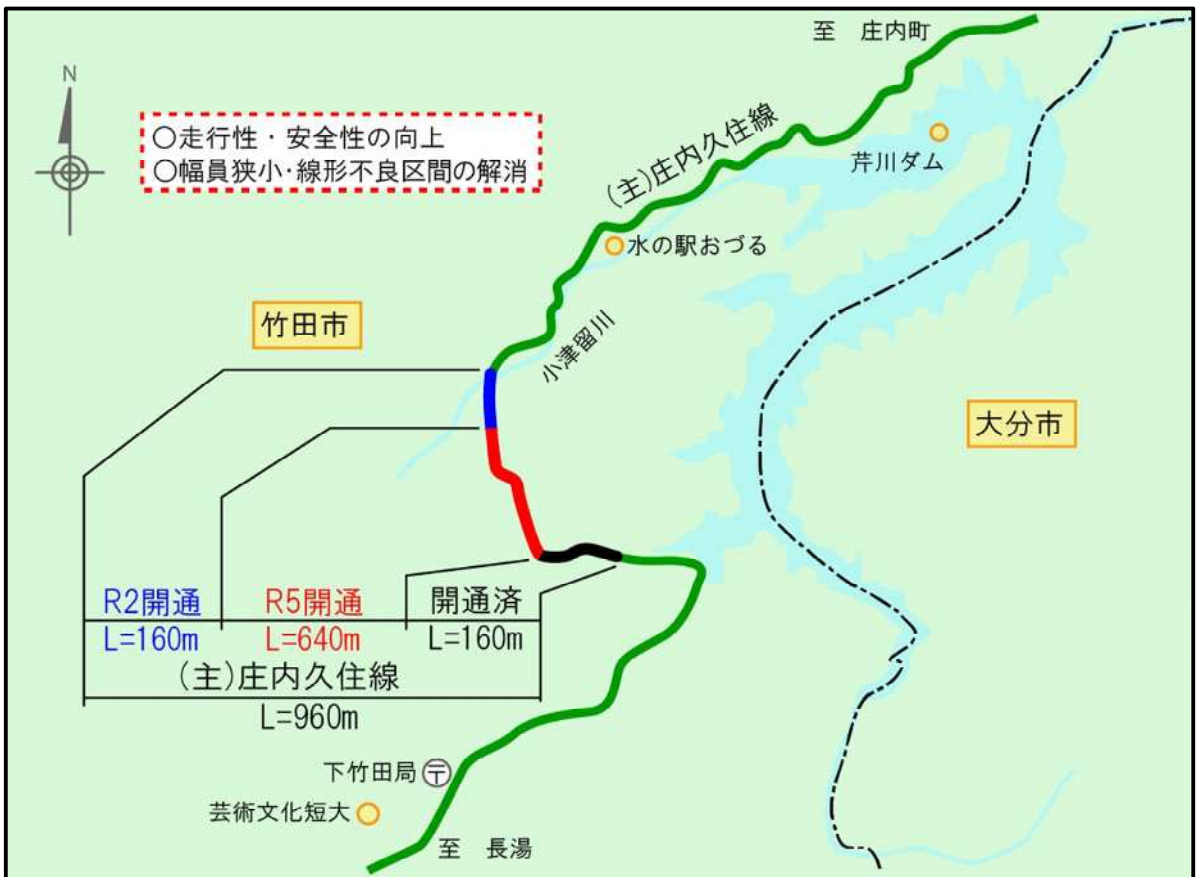 至 庄内町
N
○走行性・安全性の向上
○幅員狭小・線形不良区間の解消
(主)庄内久住線
芹川ダム
水の駅おづる
竹田市
小津留川
大分市
R2開通
L=160m
R5開通
L=640m
開通済
L=160m
(主)庄内久住線
L=960m
下竹田局〒
芸術文化短大
至 長湯